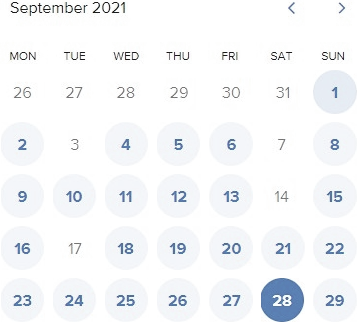 September 2021
MON TUE WED THU FRI SAT SUN
26 27 28 29 30 31 1
2 3 4 5 6 7 8
9 10 11 12 13 14 15
16 17 18 19 20 21 22
23 24 25 26 27 28 29